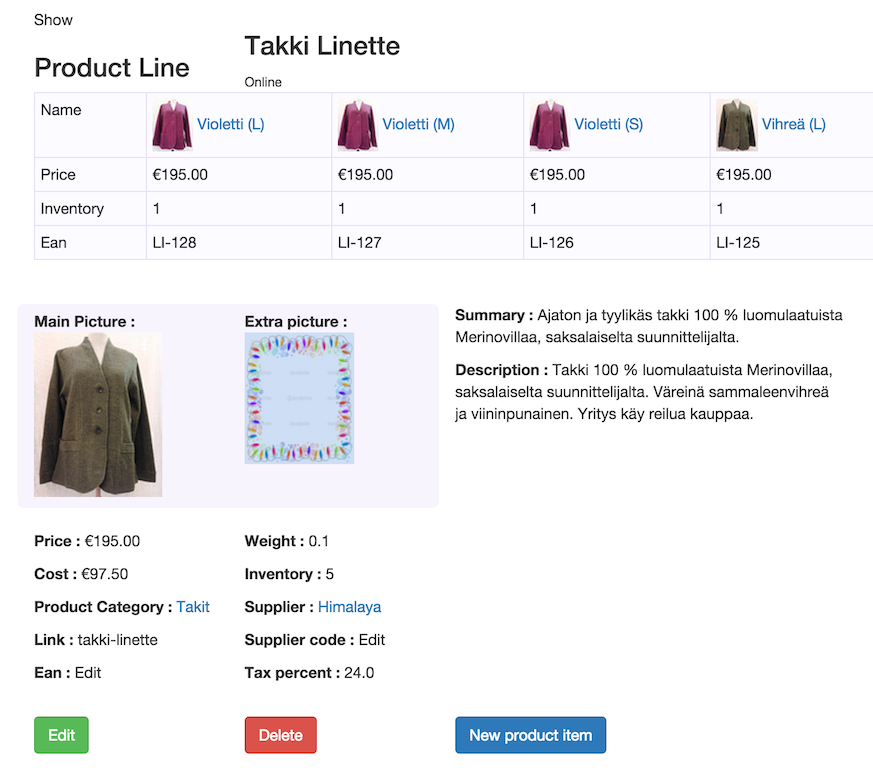 Show
Product Line
Takki Linette
Online
Name Violetti (L) Violetti (M) Violetti (S) Vihreä (L)
Price €195.00 €195.00 €195.00 €195.00
Inventory 1 1 1 1
Ean LI-128 LI-127 LI-126 LI-125
Main Picture :
Extra picture :
Summary : Ajaton ja tyylikäs takki 100 % luomulaatuista
Merinovillaa, saksalaiselta suunnittelijalta.
Description : Takki 100 % luomulaatuista Merinovillaa,
saksalaiselta suunnittelijalta. Väreinä sammaleenvihreä
ja viininpunainen. Yritys käy reilua kauppaa.
Price : €195.00
Weight : 0.1
Cost : €97.50
Inventory : 5
Product Category : Takit
Supplier : Himalaya
Link : takki-linette
Supplier code : Edit
Ean : Edit
Tax percent : 24.0
Edit
Delete
New product item